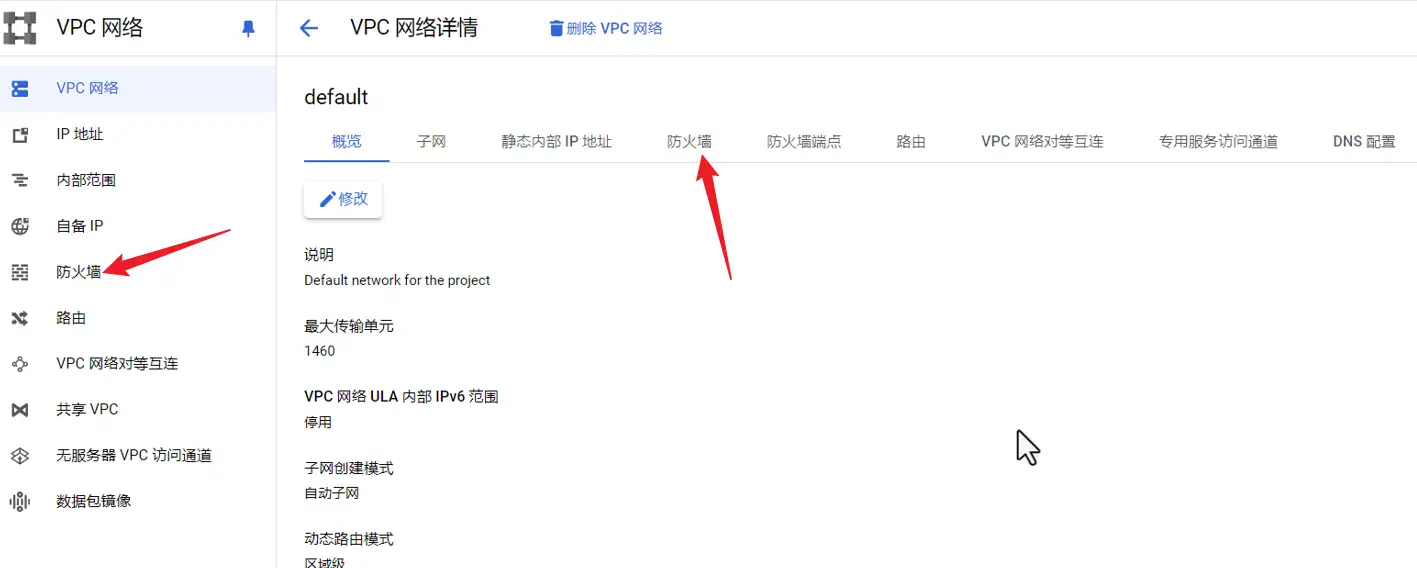 VPC 网络
VPC 网络
IP 地址
内部范围
自备 IP
防火墙
路由
VPC 网络对等互连
共享 VPC
无服务器 VPC 访问通道
数据包镜像
VPC 网络详情
删除 VPC 网络
default
概览 子网 静态内部 IP 地址 防火墙 防火墙端点 路由 VPC 网络对等互连 专用服务访问通道 DNS 配置
修改
说明
Default network for the project
最大传输单元
1460
VPC 网络 ULA 内部 IPv6 范围
停用
子网创建模式
自动子网
动态路由模式
区域级